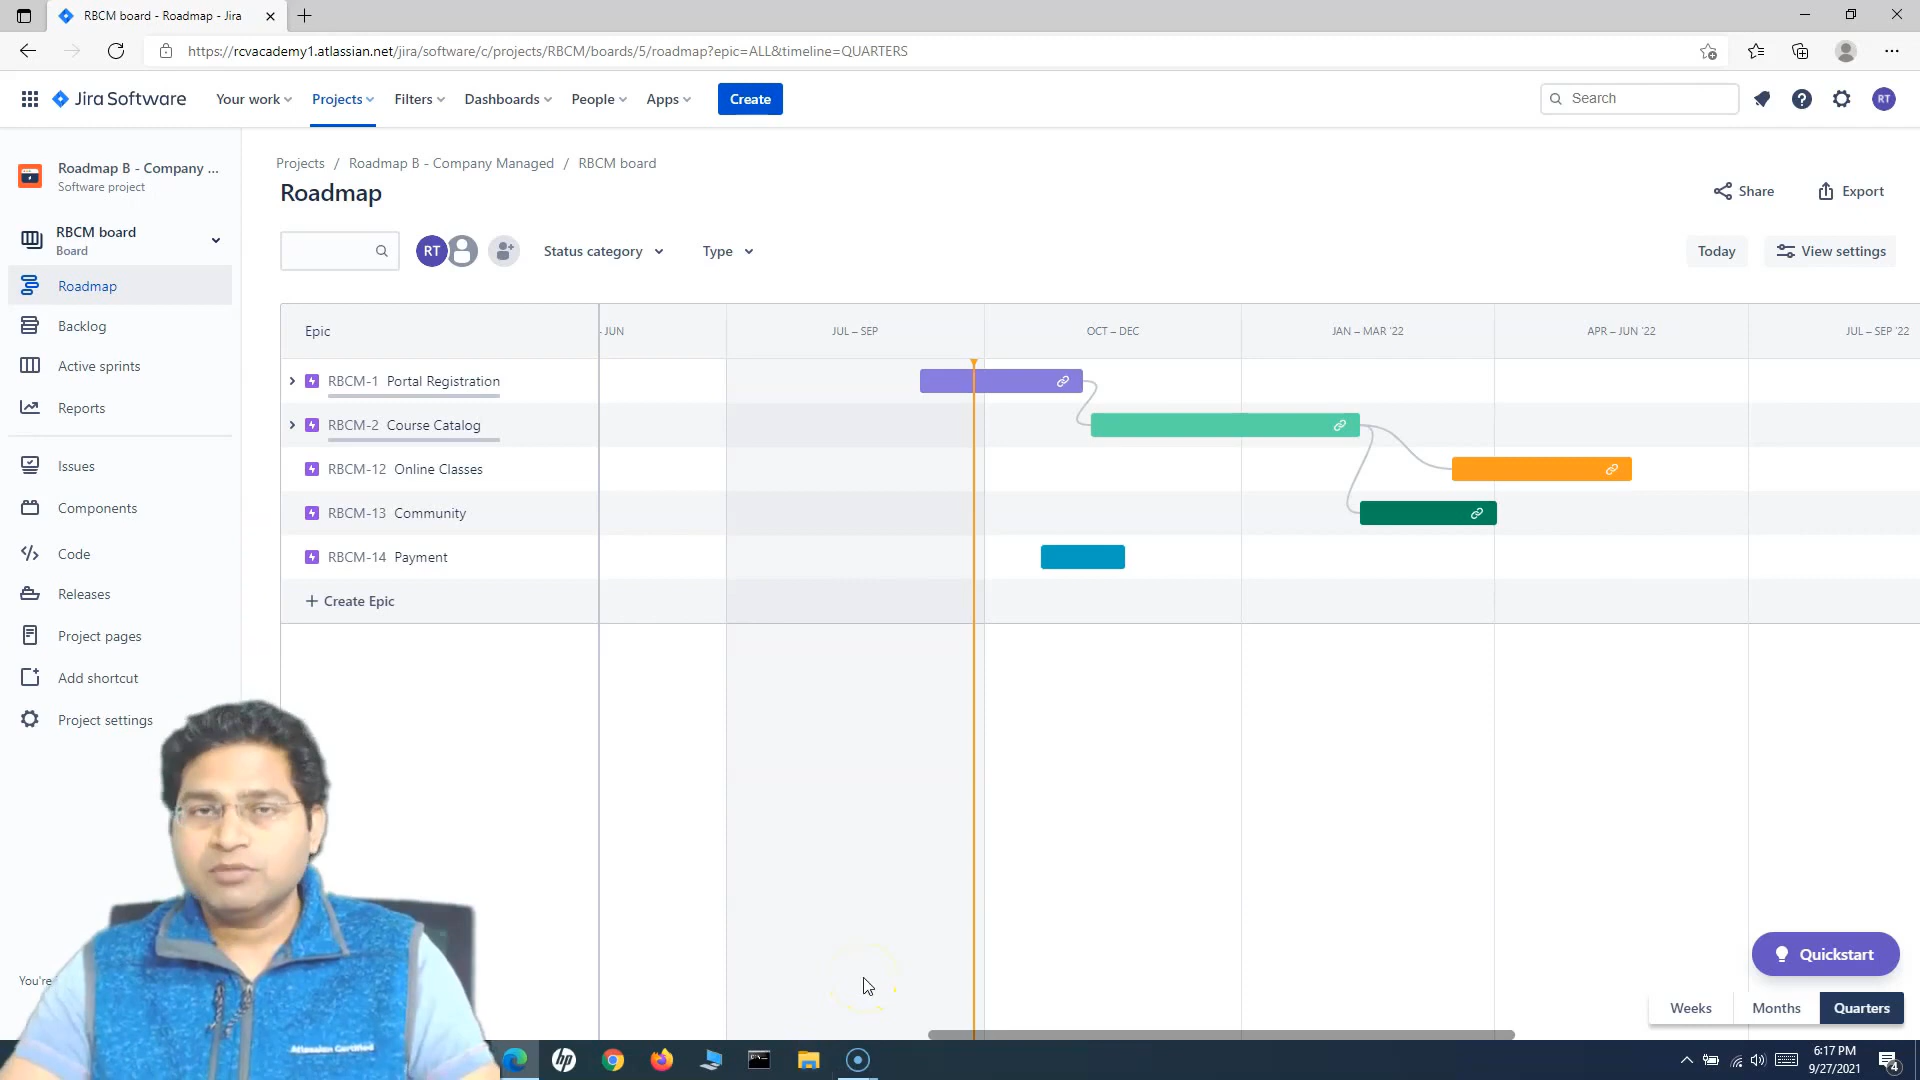 RBCM board - Roadmap - Jira
https://rcvacademy1.atlassian.net/jira/software/c/projects/RBCM/boards/5/roadmap?epic=ALL&timeline=QUARTERS
Jira Software
Your work
Projects
Filters
Dashboards
People
Apps
Create
Search
RT
Roadmap B - Company ...
Software project
RBCM board
Board
Roadmap
Backlog
Active sprints
Reports
Issues
Components
Code
Releases
Project pages
Add shortcut
Project settings
You're
Projects / Roadmap B - Company Managed / RBCM board
Roadmap
Share
Export
RT
Status category
Type
Today
View settings
Epic
- JUN
JUL – SEP
OCT – DEC
JAN – MAR '22
APR – JUN '22
JUL – SEP '22
RBCM-1 Portal Registration
RBCM-2 Course Catalog
RBCM-12 Online Classes
RBCM-13 Community
RBCM-14 Payment
+ Create Epic
Quickstart
Weeks
Months
Quarters
Atlassian Certified
hp
6:17 PM
9/27/2021
4